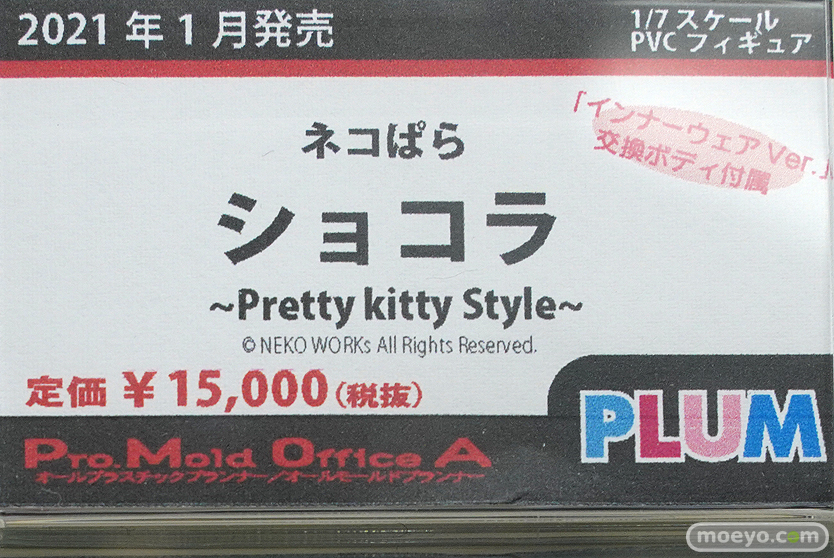 2021 年 1 月発売
1/7 スケール
PVC フィギュア
「インナーウェア Ver.」
交換ボディ付属
ネコぱら
ショコラ
~Pretty kitty Style~
© NEKO WORKs All Rights Reserved.
定価 ¥ 15,000 (税抜)
PLUM
Pro.Mold Office A
オールプラスチックプランナー/オールモールドプランナー
moeyo.com